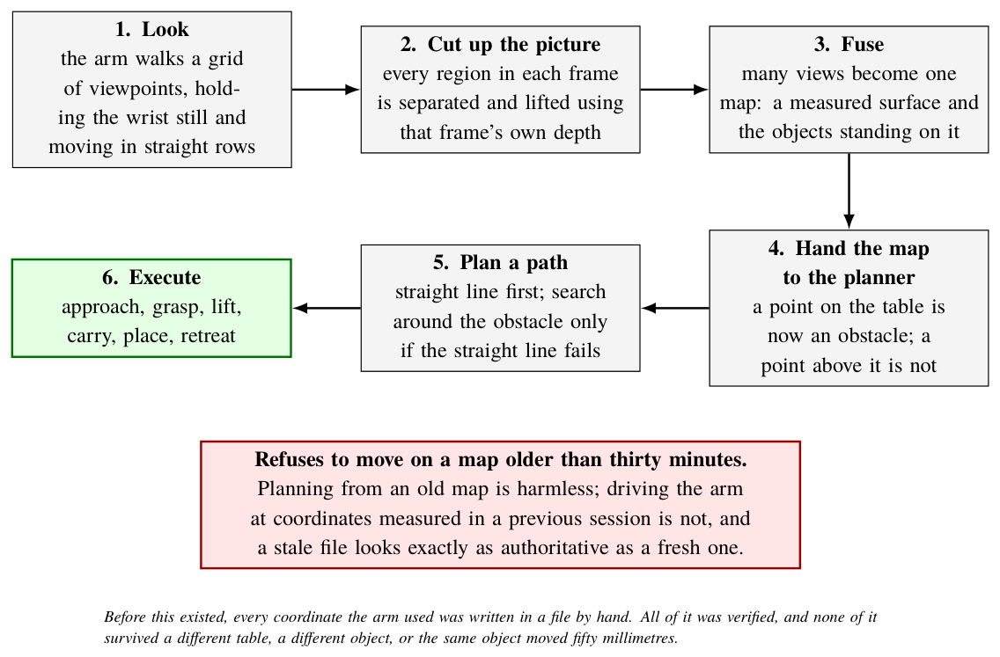 1. Look
the arm walks a grid
of viewpoints, hold-
ing the wrist still and
moving in straight rows
2. Cut up the picture
every region in each frame
is separated and lifted using
that frame's own depth
3. Fuse
many views become one
map: a measured surface and
the objects standing on it
4. Hand the map
to the planner
a point on the table is
now an obstacle; a
point above it is not
5. Plan a path
straight line first; search
around the obstacle only
if the straight line fails
6. Execute
approach, grasp, lift,
carry, place, retreat
Refuses to move on a map older than thirty minutes.
Planning from an old map is harmless; driving the arm
at coordinates measured in a previous session is not, and
a stale file looks exactly as authoritative as a fresh one.
Before this existed, every coordinate the arm used was written in a file by hand. All of it was verified, and none of it
survived a different table, a different object, or the same object moved fifty millimetres.